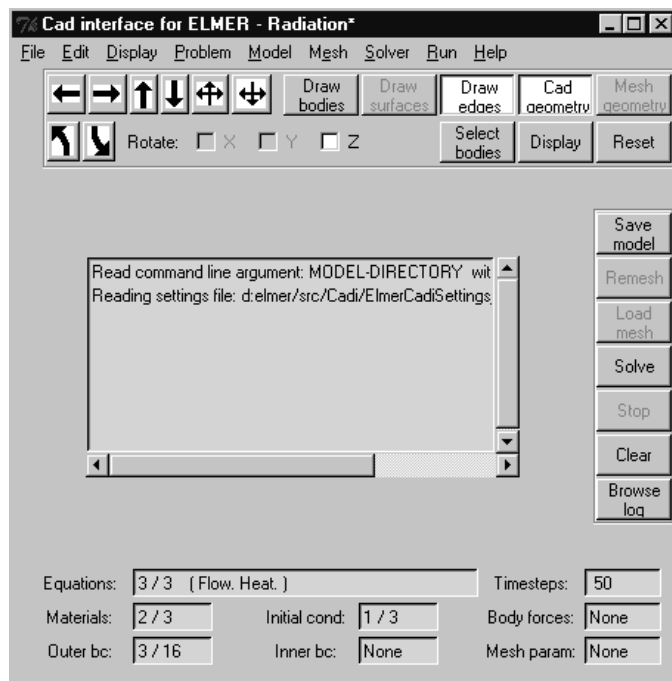 Cad interface for ELMER - Radiation*
File Edit Display Problem Model Mesh Solver Run Help
Draw bodies
Draw surfaces
Draw edges
Cad geometry
Mesh geometry
Rotate: X Y Z
Select bodies
Display
Reset
Save model
Remesh
Load mesh
Solve
Stop
Clear
Browse log
Read command line argument: MODEL-DIRECTORY wit
Reading settings file: d:elmer/src/Cadi/ElmerCadiSettings
Equations: 3 / 3 ( Flow. Heat. ) Timesteps: 50
Materials: 2 / 3 Initial cond: 1 / 3 Body forces: None
Outer bc: 3 / 16 Inner bc: None Mesh param: None